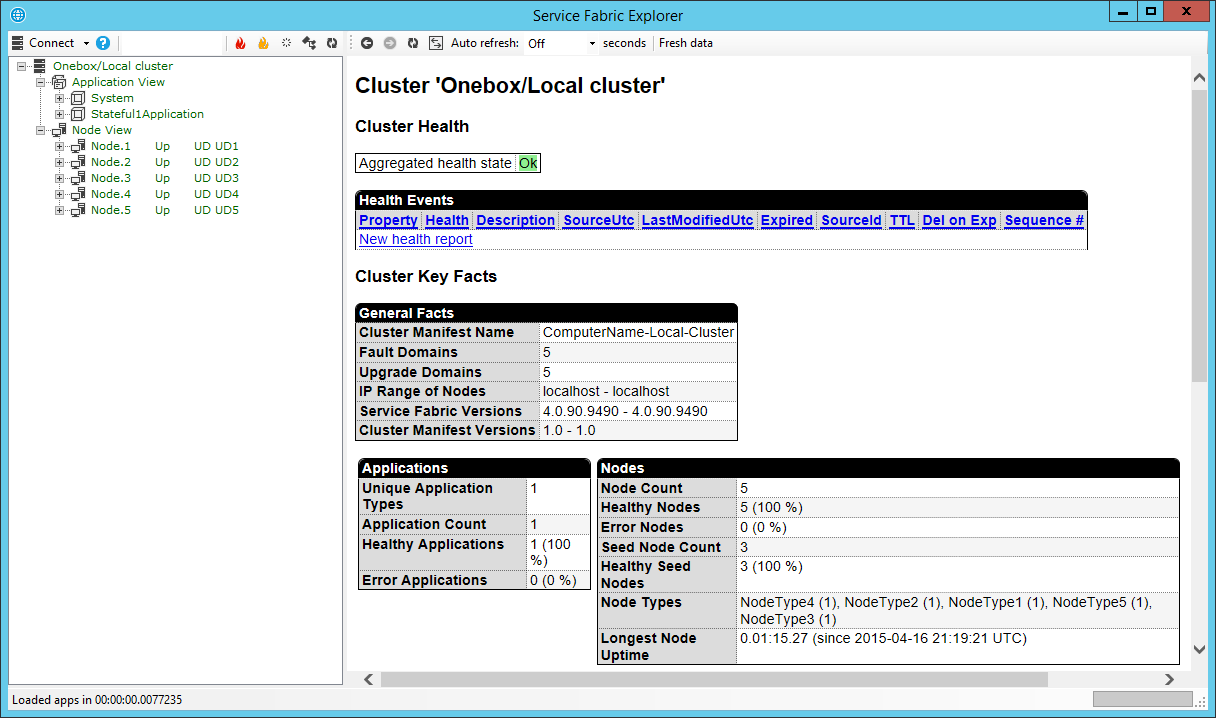 Service Fabric Explorer
Connect
Auto refresh: Off seconds Fresh data
Onebox/Local cluster
Application View
System
Stateful1Application
Node View
Node.1 Up UD UD1
Node.2 Up UD UD2
Node.3 Up UD UD3
Node.4 Up UD UD4
Node.5 Up UD UD5
Cluster 'Onebox/Local cluster'
Cluster Health
Aggregated health state Ok
Health Events
Property Health Description SourceUtc LastModifiedUtc Expired SourceId TTL Del on Exp Sequence #
New health report
Cluster Key Facts
General Facts
Cluster Manifest Name ComputerName-Local-Cluster
Fault Domains 5
Upgrade Domains 5
IP Range of Nodes localhost - localhost
Service Fabric Versions 4.0.90.9490 - 4.0.90.9490
Cluster Manifest Versions 1.0 - 1.0
Applications
Unique Application 1
Types
Application Count 1
Healthy Applications 1 (100
%)
Error Applications 0 (0 %)
Nodes
Node Count 5
Healthy Nodes 5 (100 %)
Error Nodes 0 (0 %)
Seed Node Count 3
Healthy Seed 3 (100 %)
Nodes
Node Types NodeType4 (1), NodeType2 (1), NodeType1 (1), NodeType5 (1),
NodeType3 (1)
Longest Node 0.01:15.27 (since 2015-04-16 21:19:21 UTC)
Uptime
Loaded apps in 00:00:00.0077235